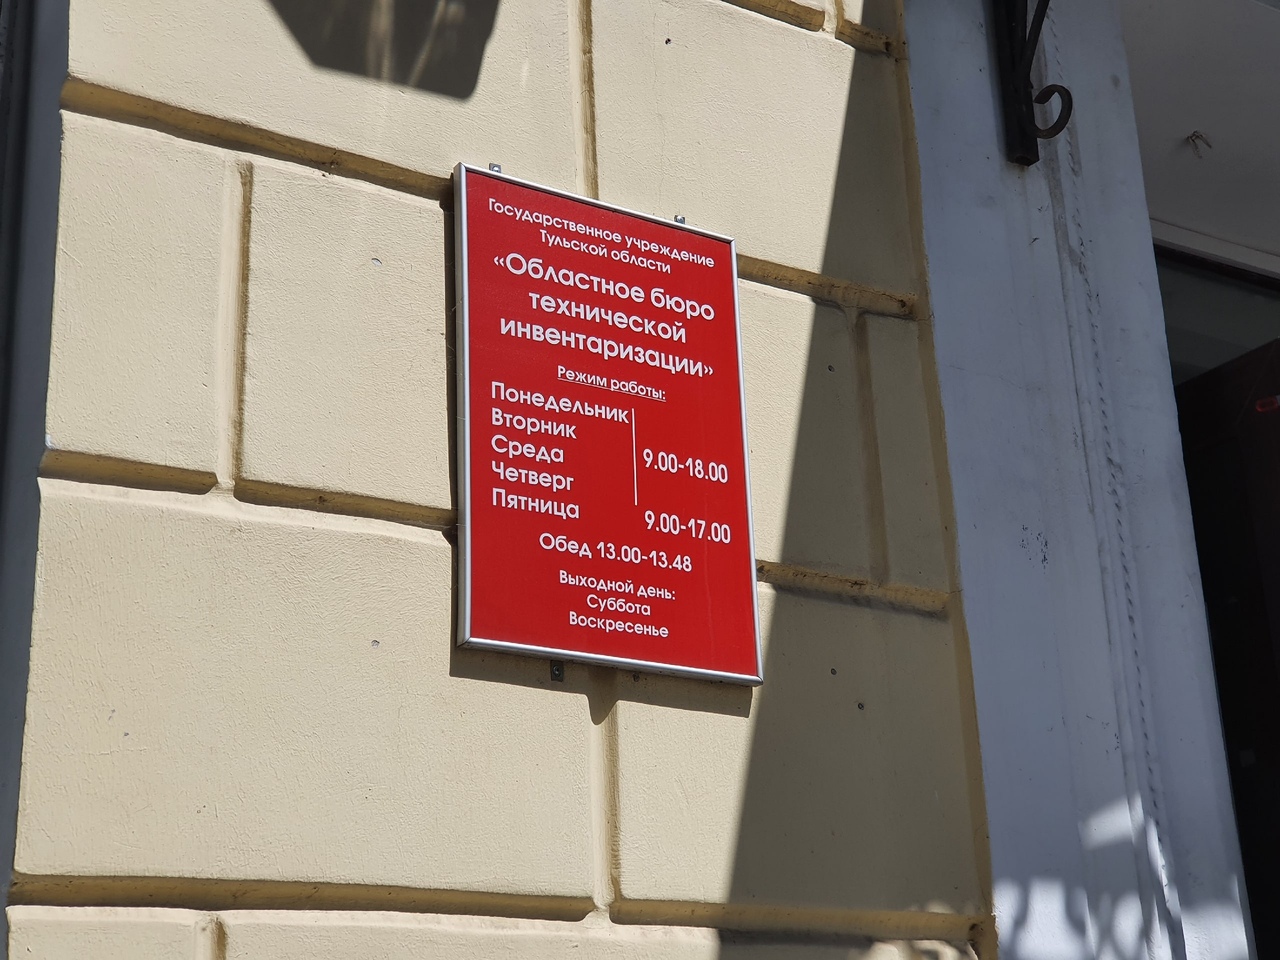 Государственное учреждение
Тульской области
«Областное бюро
технической
инвентаризации»
Режим работы:
Понедельник
Вторник
Среда
Четверг
9.00-18.00
Пятница
9.00-17.00
Обед 13.00-13.48
Выходной день:
Суббота
Воскресенье